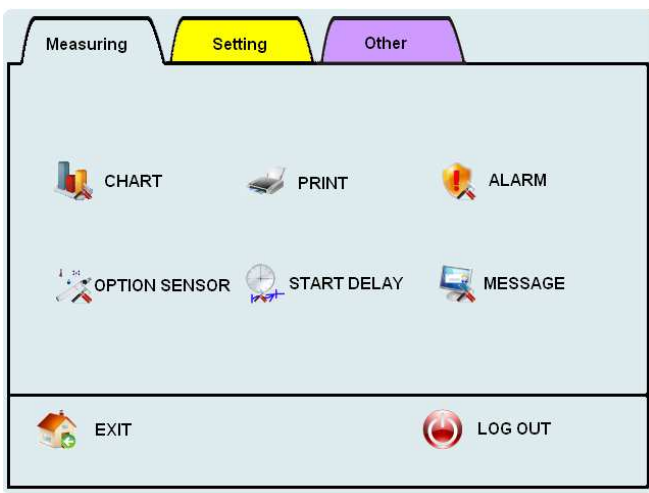 Measuring Setting Other
CHART PRINT ALARM
OPTION SENSOR START DELAY MESSAGE
EXIT LOG OUT